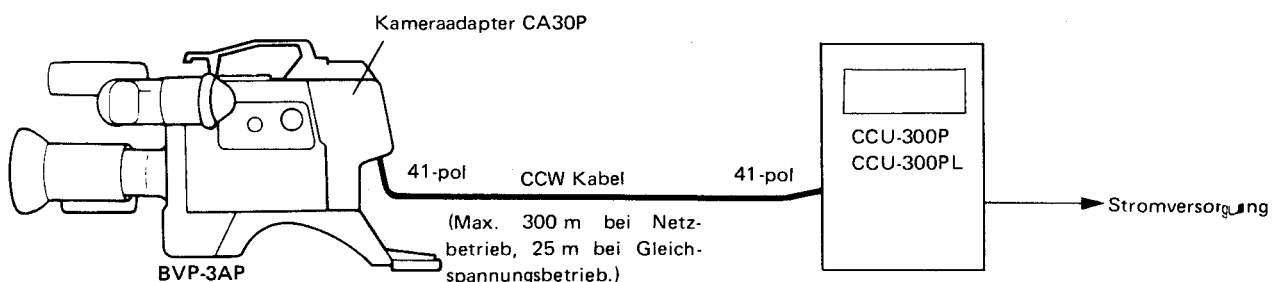 Kameraadapter CA30P
CCU-300P
CCU-300PL
41-pol
CCW Kabel
41-pol
Stromversorgung
(Max. 300 m bei Netz-
betrieb, 25 m bei Gleich-
spannungsbetrieb.)
BVP-3AP